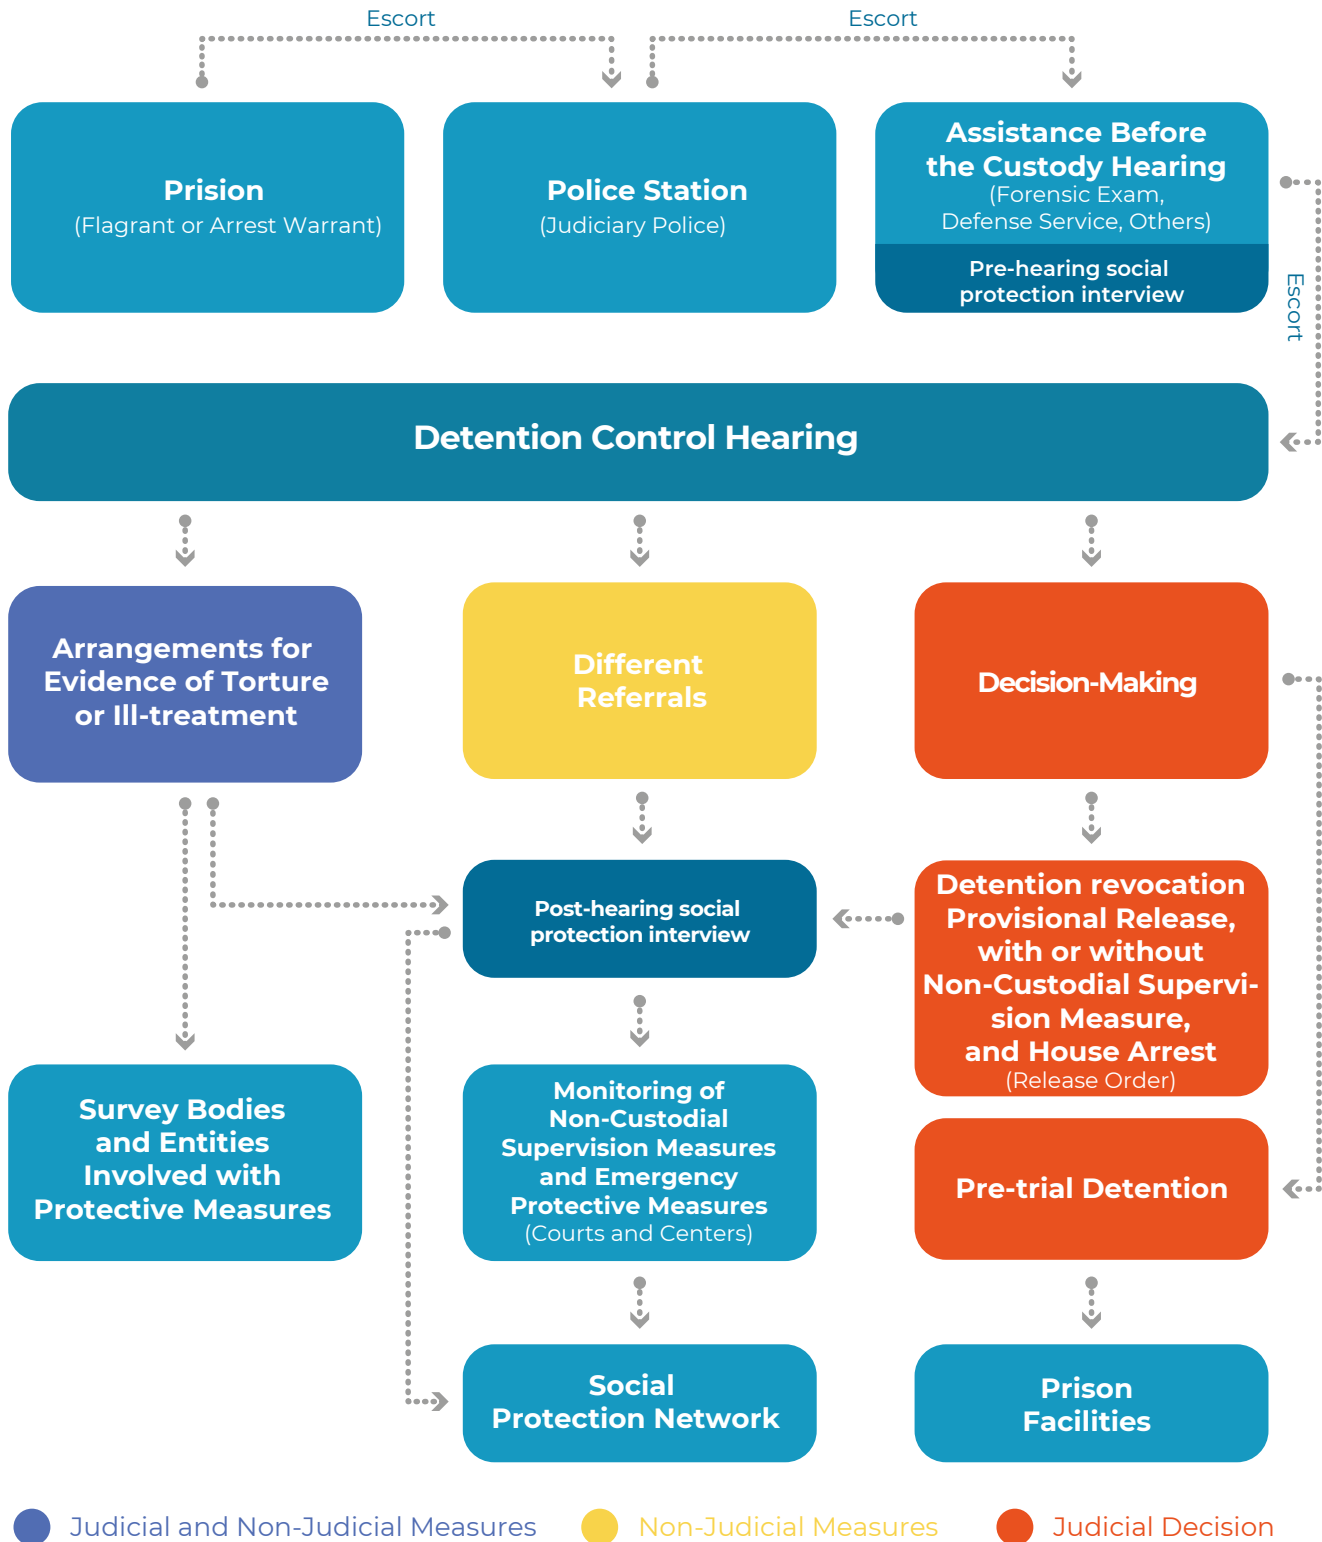 Escort
Escort
Prision
(Flagrant or Arrest Warrant)
Police Station
(Judiciary Police)
Assistance Before
the Custody Hearing
(Forensic Exam,
Defense Service, Others)
Pre-hearing social
protection interview
Escort
Detention Control Hearing
Arrangements for
Evidence of Torture
or Ill-treatment
Different
Referrals
Decision-Making
Post-hearing social
protection interview
Detention revocation
Provisional Release,
with or without
Non-Custodial Supervi-
sion Measure,
and House Arrest
(Release Order)
Survey Bodies
and Entities
Involved with
Protective Measures
Monitoring of
Non-Custodial
Supervision Measures
and Emergency
Protective Measures
(Courts and Centers)
Pre-trial Detention
Social
Protection Network
Prison
Facilities
Judicial and Non-Judicial Measures
Non-Judicial Measures
Judicial Decision